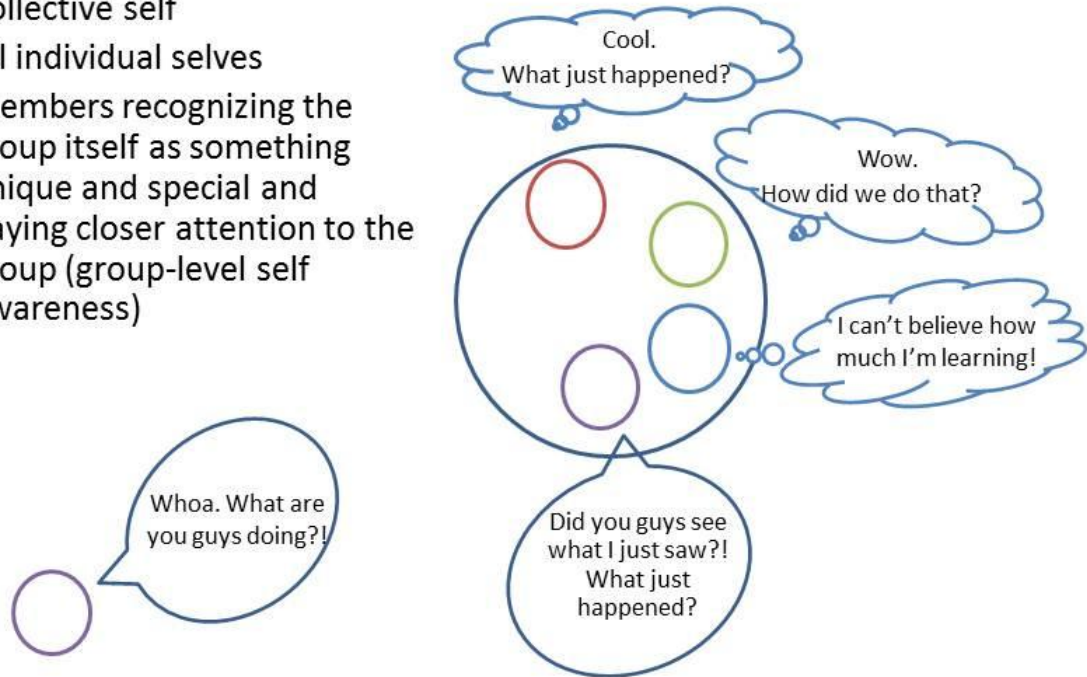 ollective self
l individual selves
embers recognizing the
oup itself as something
nique and special and
aying closer attention to the
oup (group-level self
wareness)
Cool.
What just happened?
Wow.
How did we do that?
I can’t believe how
much I’m learning!
Whoa. What are
you guys doing?!
Did you guys see
what I just saw?!
What just
happened?